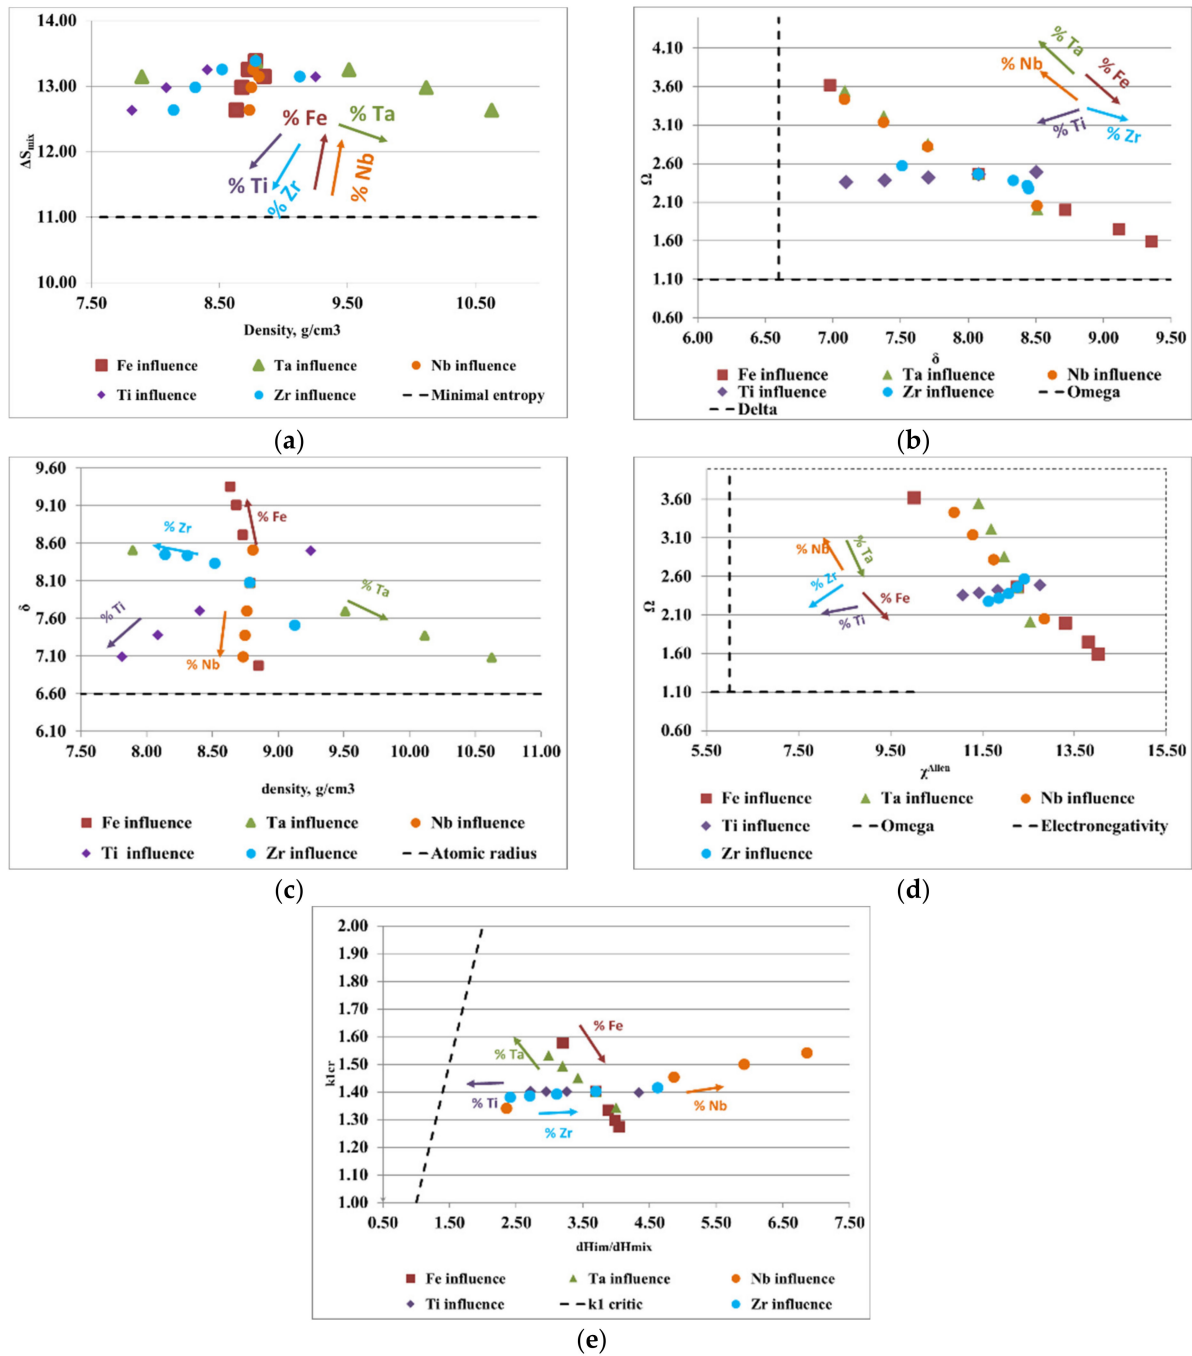 14.00
13.00
12.00
11.00
10.00
ΔSmix
% Fe
% Ta
% Ti
% Zr
% Nb
7.50 8.50 9.50 10.50
Density, g/cm3
Fe influence Ta influence Nb influence
Ti influence Zr influence Minimal entropy
(a)
4.10
3.60
3.10
2.60
2.10
1.60
1.10
0.60
Ω
% Ta
% Nb
% Fe
% Ti
% Zr
6.00 7.00 7.50 8.00 8.50 9.00 9.50
δ
Fe influence Ta influence Nb influence
Ti influence Zr influence Omega
Delta
(b)
9.60
9.10
8.60
8.10
7.60
7.10
6.60
6.10
δ
% Zr
% Fe
% Ta
% Ti
% Nb
7.50 8.00 8.50 9.00 9.50 10.00 10.50 11.00
density, g/cm3
Fe influence Ta influence Nb influence
Ti influence Zr influence Atomic radius
(c)
3.60
3.10
2.60
2.10
1.60
1.10
0.60
Ω
% Nb
% Ta
% Zr
% Fe
% Ti
5.50 7.50 9.50 11.50 13.50 15.50
χAllen
Fe influence Ta influence Nb influence
Ti influence Omega Electronegativity
Zr influence
(d)
2.00
1.90
1.80
1.70
1.60
1.50
1.40
1.30
1.20
1.10
1.00
k1cr
% Fe
% Ta
% Ti
% Nb
% Zr
0.50 1.50 2.50 3.50 4.50 5.50 6.50 7.50
dHim/dHmix
Fe influence Ta influence Nb influence
Ti influence k1 critic Zr influence
(e)